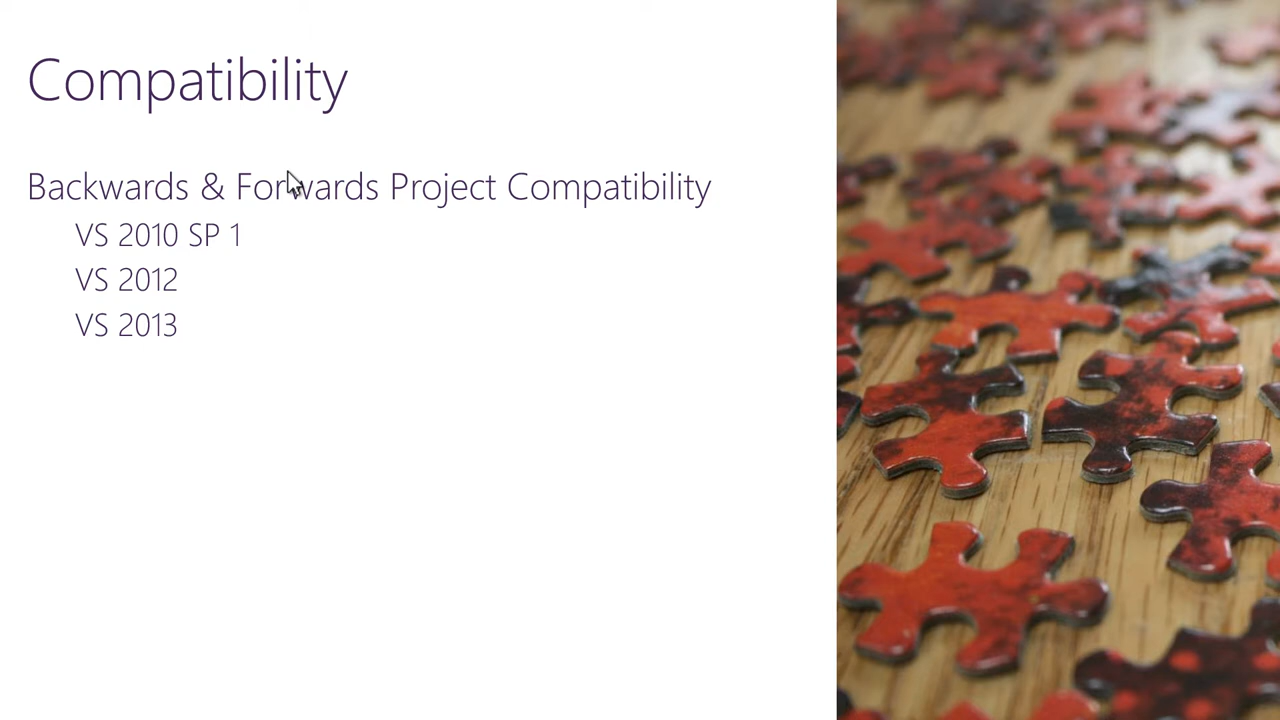 Compatibility
Backwards & Forwards Project Compatibility
VS 2010 SP 1
VS 2012
VS 2013